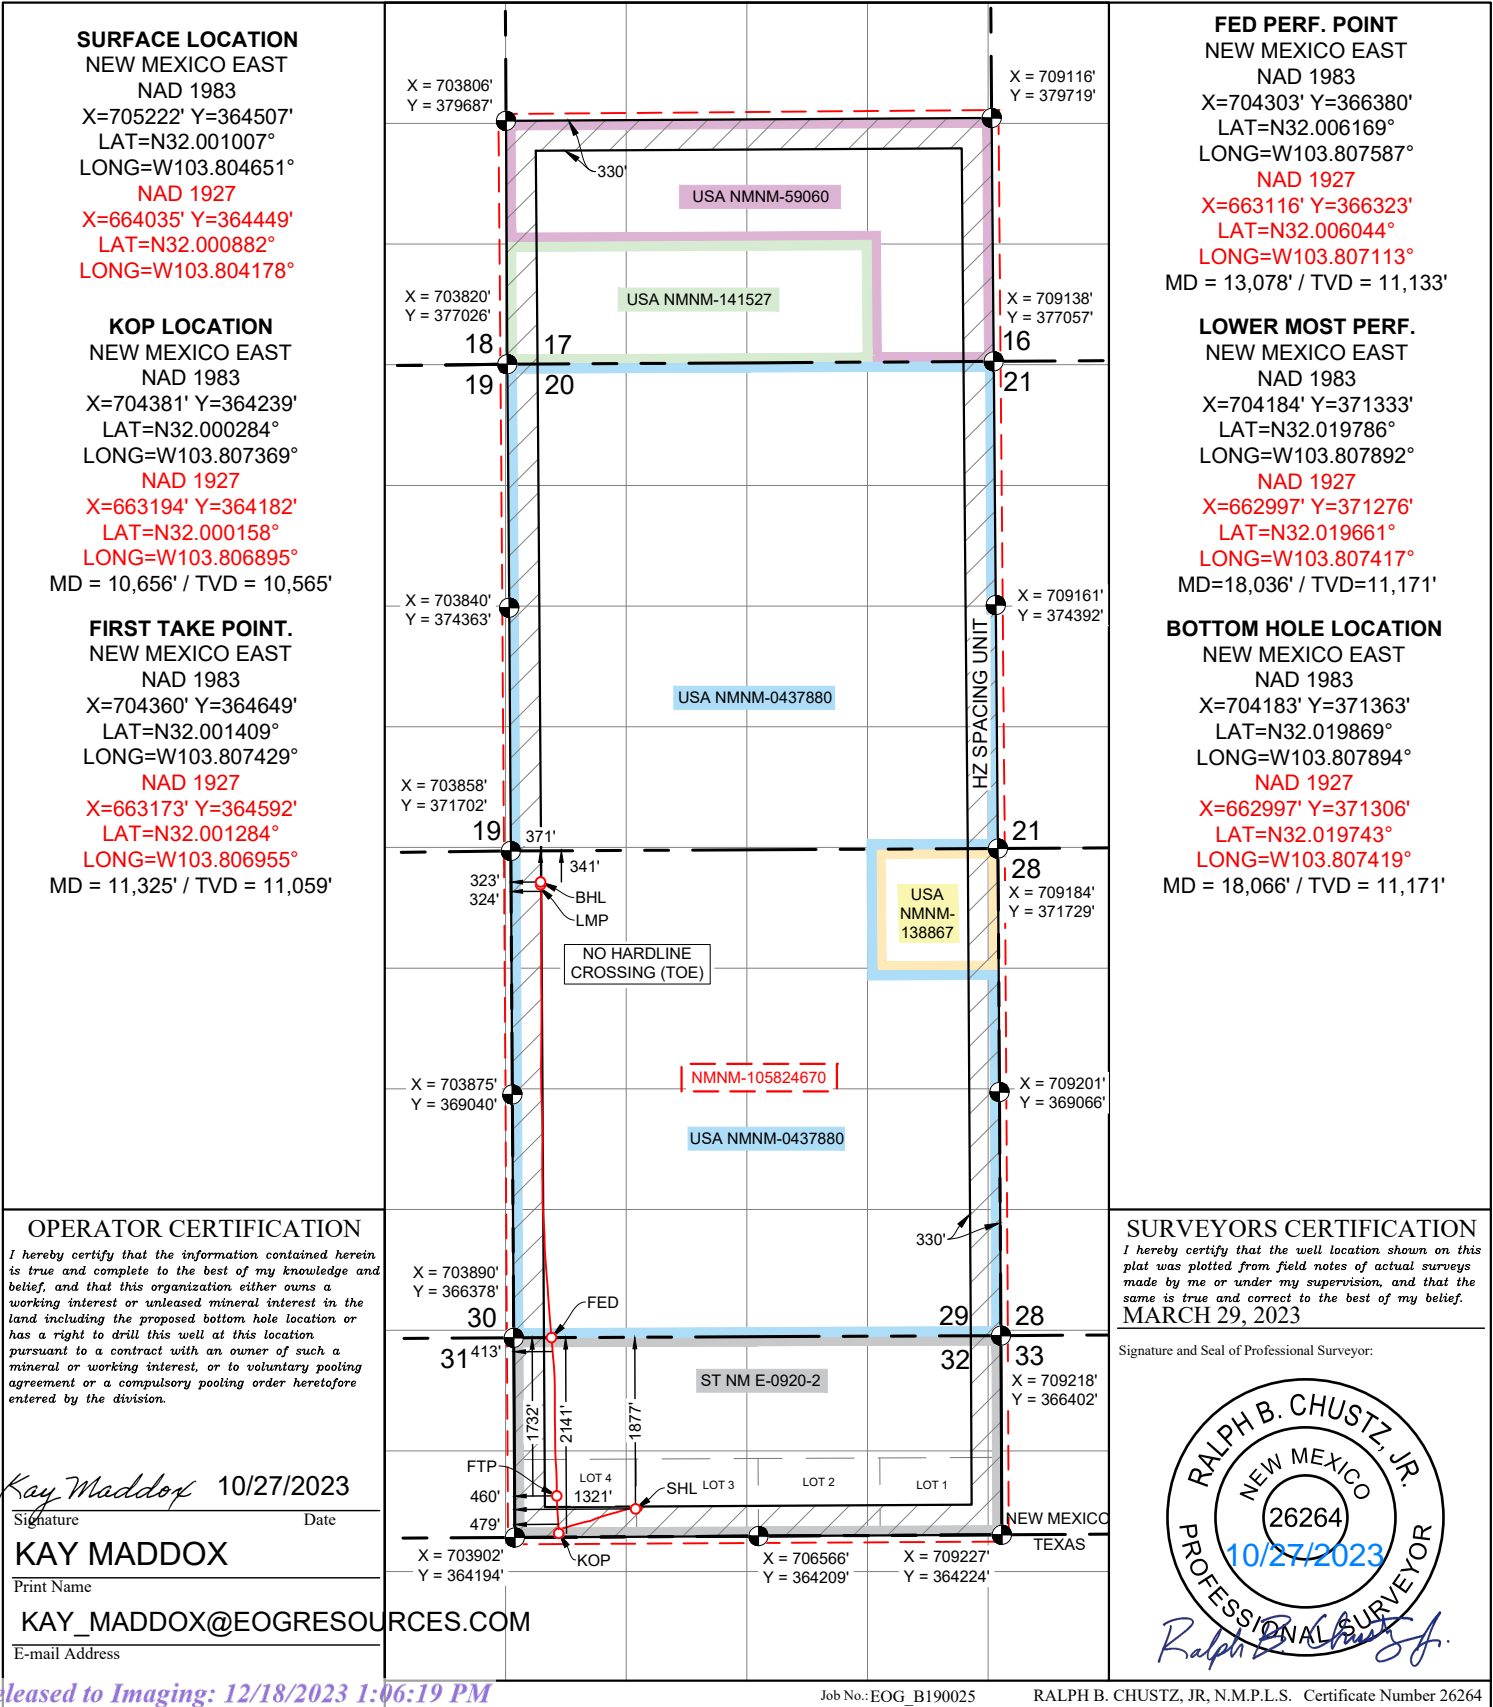 SURFACE LOCATION
NEW MEXICO EAST
NAD 1983
X=705222' Y=364507'
LAT=N32.001007°
LONG=W103.804651°
NAD 1927
X=664035' Y=364449'
LAT=N32.000882°
LONG=W103.804178°
KOP LOCATION
NEW MEXICO EAST
NAD 1983
X=704381' Y=364239'
LAT=N32.000284°
LONG=W103.807369°
NAD 1927
X=663194' Y=364182'
LAT=N32.000158°
LONG=W103.806895°
MD = 10,656' / TVD = 10,565'
FIRST TAKE POINT.
NEW MEXICO EAST
NAD 1983
X=704360' Y=364649'
LAT=N32.001409°
LONG=W103.807429°
NAD 1927
X=663173' Y=364592'
LAT=N32.001284°
LONG=W103.806955°
MD = 11,325' / TVD = 11,059'
OPERATOR CERTIFICATION
I hereby certify that the information contained herein
is true and complete to the best of my knowledge and
belief, and that this organization either owns a
working interest or unleased mineral interest in the
land including the proposed bottom hole location or
has a right to drill this well at this location
pursuant to a contract with an owner of such a
mineral or working interest, or to voluntary pooling
agreement or a compulsory pooling order heretofore
entered by the division.
Kay Maddox 10/27/2023
Signature Date
KAY MADDOX
Print Name
KAY_MADDOX@EOGRESOURCES.COM
E-mail Address
X = 703806'
Y = 379687'
X = 709116'
Y = 379719'
330'
USA NMNM-59060
X = 703820'
Y = 377026'
USA NMNM-141527
X = 709138'
Y = 377057'
18 17 16
19 20 21
X = 703840'
Y = 374363'
X = 709161'
Y = 374392'
HZ SPACING UNIT
USA NMNM-0437880
X = 703858'
Y = 371702'
19 371' 21
341' 28
323'
324'
BHL
LMP
USA
NMNM-
138867
X = 709184'
Y = 371729'
NO HARDLINE
CROSSING (TOE)
NMNM-105824670
X = 703875'
Y = 369040'
X = 709201'
Y = 369066'
USA NMNM-0437880
330'
X = 703890'
Y = 366378'
FED
30 29 28
31 413' 32 33
ST NM E-0920-2
X = 709218'
Y = 366402'
1732'
2141'
1877'
FTP
LOT 4 LOT 3 LOT 2 LOT 1
460' 1321' SHL
479'
KOP
NEW MEXICO
TEXAS
X = 703902'
Y = 364194'
X = 706566'
Y = 364209'
X = 709227'
Y = 364224'
FED PERF. POINT
NEW MEXICO EAST
NAD 1983
X=704303' Y=366380'
LAT=N32.006169°
LONG=W103.807587°
NAD 1927
X=663116' Y=366323'
LAT=N32.006044°
LONG=W103.807113°
MD = 13,078' / TVD = 11,133'
LOWER MOST PERF.
NEW MEXICO EAST
NAD 1983
X=704184' Y=371333'
LAT=N32.019786°
LONG=W103.807892°
NAD 1927
X=662997' Y=371276'
LAT=N32.019661°
LONG=W103.807417°
MD=18,036' / TVD=11,171'
BOTTOM HOLE LOCATION
NEW MEXICO EAST
NAD 1983
X=704183' Y=371363'
LAT=N32.019869°
LONG=W103.807894°
NAD 1927
X=662997' Y=371306'
LAT=N32.019743°
LONG=W103.807419°
MD = 18,066' / TVD = 11,171'
SURVEYORS CERTIFICATION
I hereby certify that the well location shown on this
plat was plotted from field notes of actual surveys
made by me or under my supervision, and that the
same is true and correct to the best of my belief.
MARCH 29, 2023
Signature and Seal of Professional Surveyor:
RALPH B. CHUSTZ, JR.
NEW MEXICO
26264
10/27/2023
PROFESSIONAL SURVEYOR
Ralph B. Chustz Jr.
leased to Imaging: 12/18/2023 1:06:19 PM
Job No.: EOG_B190025
RALPH B. CHUSTZ, JR, N.M.P.L.S. Certificate Number 26264